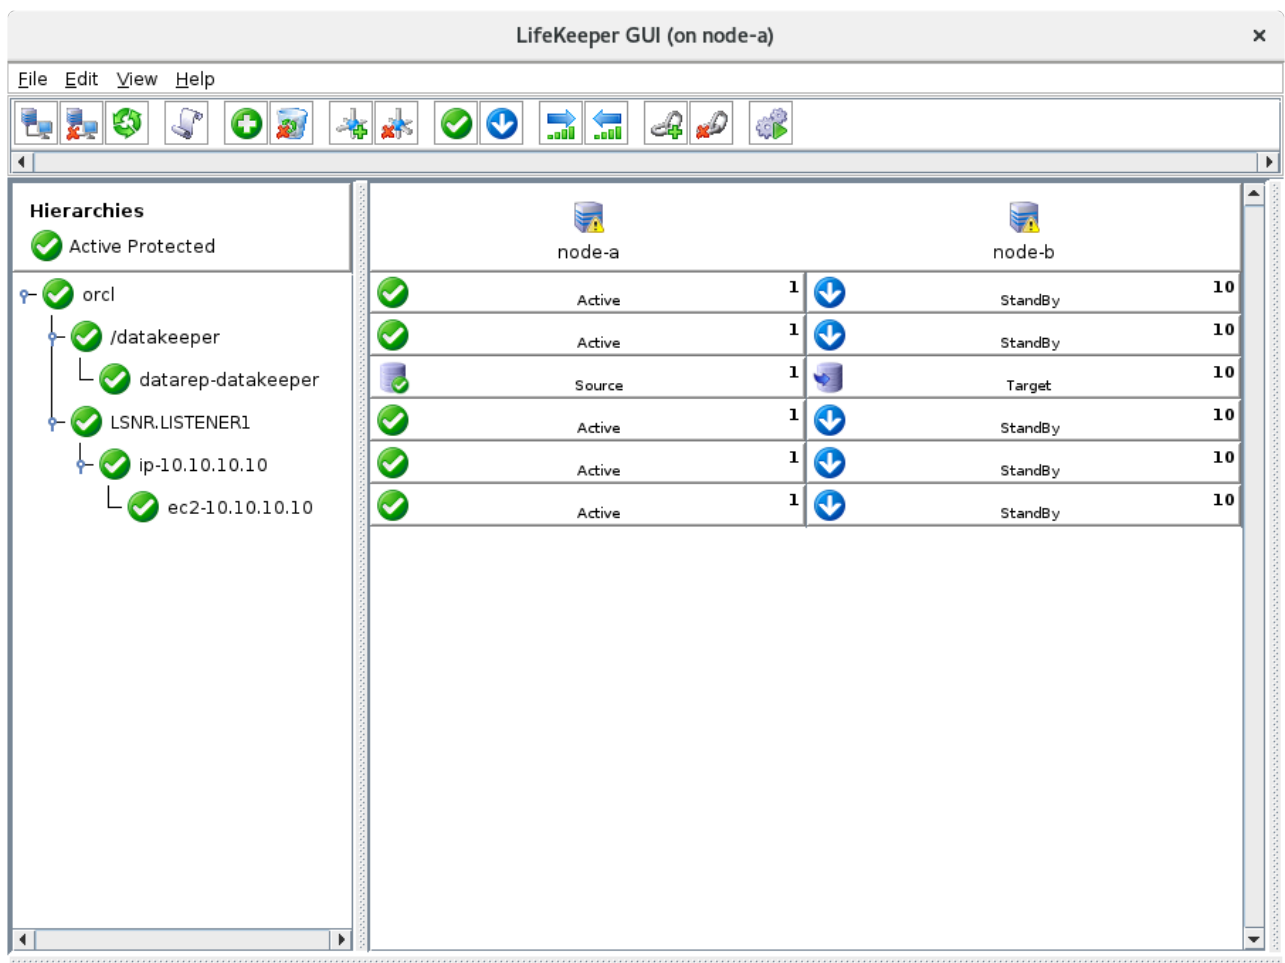 LifeKeeper GUI (on node-a)
File Edit View Help
Hierarchies
Active Protected
node-a node-b
orcl 1 Active 10 StandBy
/datakeeper 1 Active 10 StandBy
datarep-datakeeper 1 Source 10 Target
LSNR.LISTENER1 1 Active 10 StandBy
ip-10.10.10.10 1 Active 10 StandBy
ec2-10.10.10.10 1 Active 10 StandBy